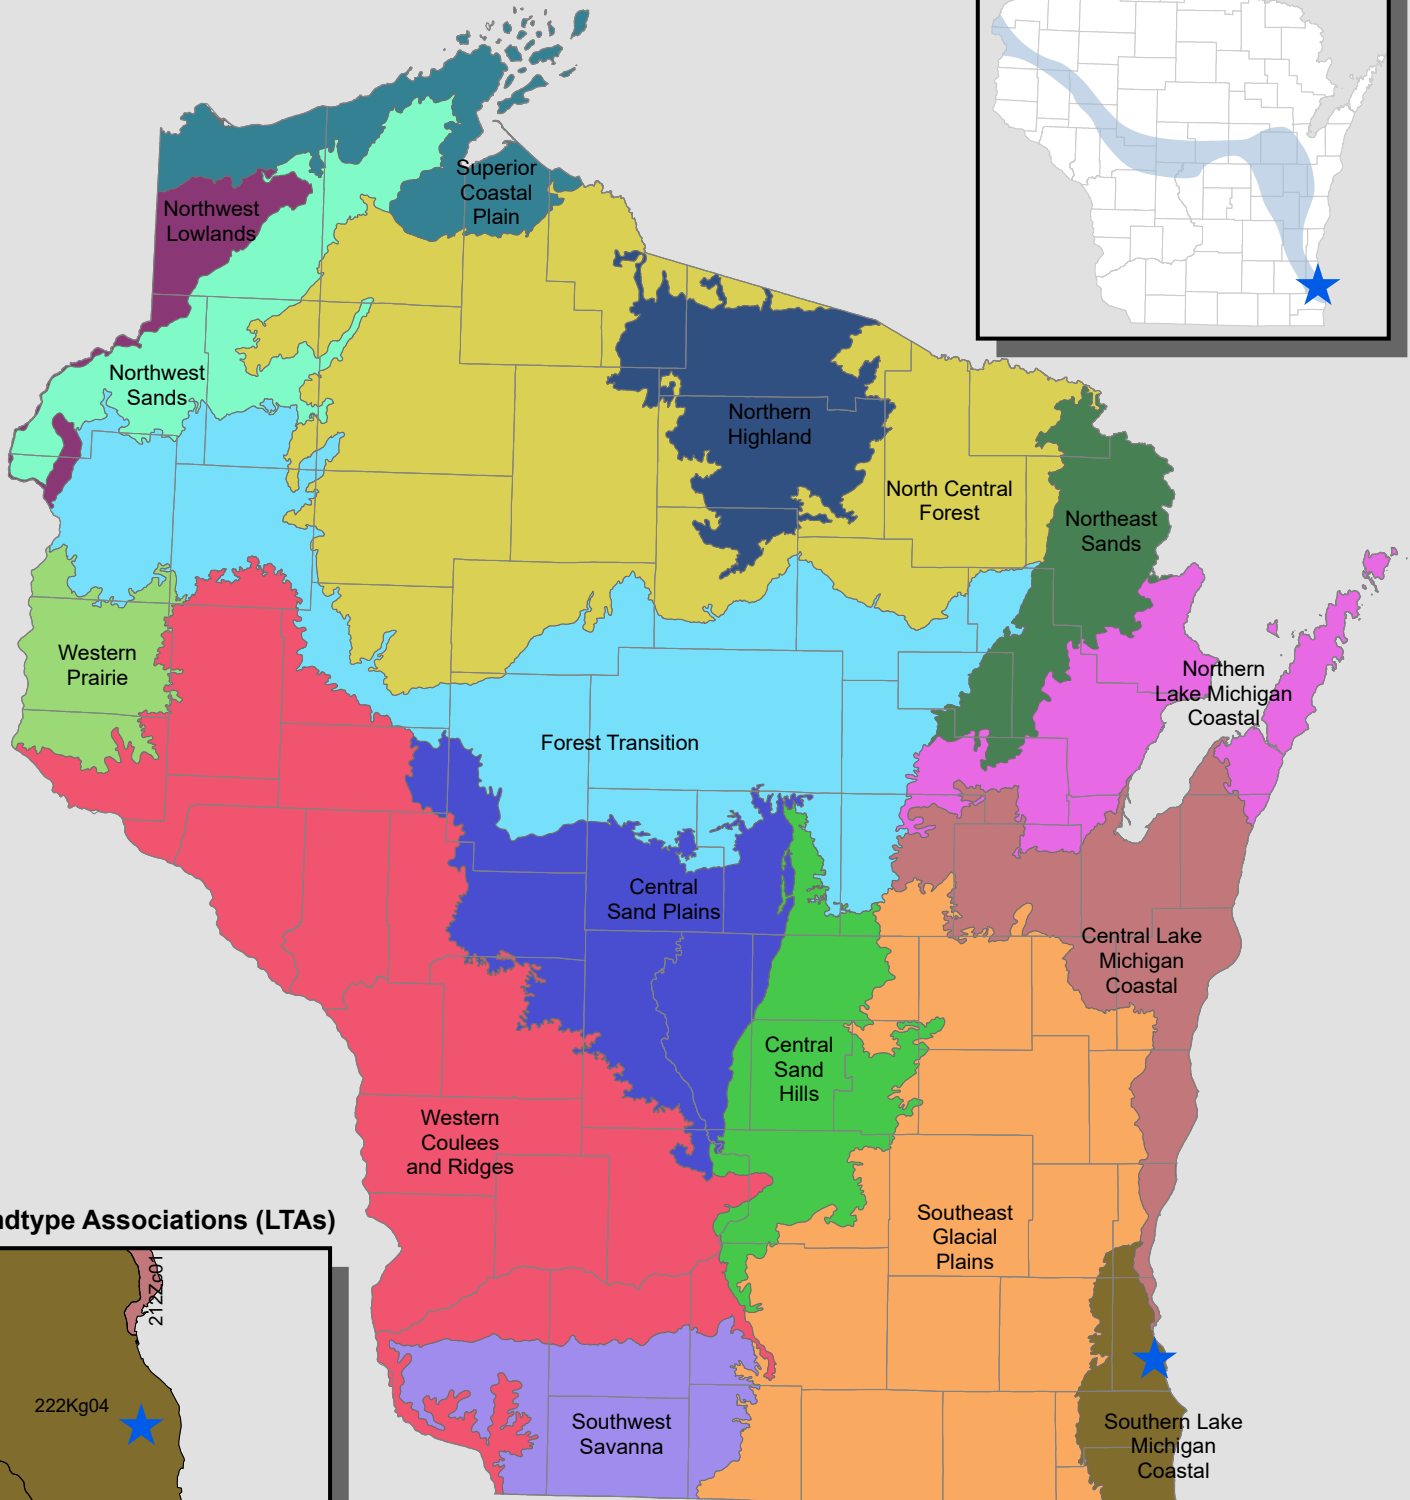 Superior
Coastal
Plain
Northwest
Lowlands
Northwest
Sands
Northern
Highland
North Central
Forest
Northeast
Sands
Western
Prairie
Northern
Lake Michigan
Coastal
Forest Transition
Central
Sand Plains
Central Lake
Michigan
Coastal
Central
Sand
Hills
Western
Coulees
and Ridges
Southeast
Glacial
Plains
dtype Associations (LTAs)
212Zc01
222Kg04
Southwest
Savanna
Southern Lake
Michigan
Coastal